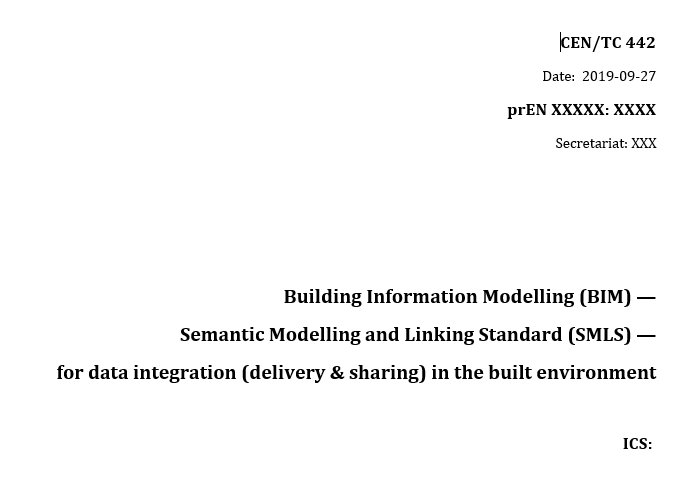 CEN/TC 442
Date: 2019-09-27
prEN XXXXX: XXXX
Secretariat: XXX
Building Information Modelling (BIM) —
Semantic Modelling and Linking Standard (SMLS) —
for data integration (delivery & sharing) in the built environment
ICS: